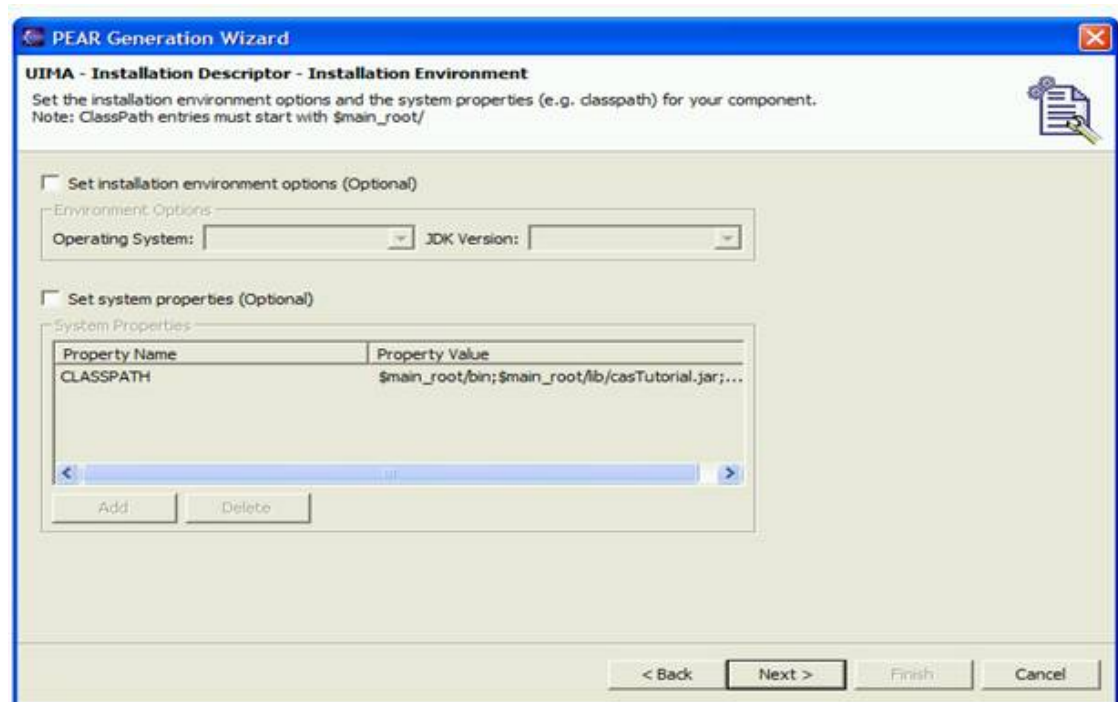 PEAR Generation Wizard
UIMA - Installation Descriptor - Installation Environment
Set the installation environment options and the system properties (e.g. classpath) for your component.
Note: ClassPath entries must start with $main_root/
Set installation environment options (Optional)
Environment Options
Operating System: JDK Version:
Set system properties (Optional)
System Properties
Property Name Property Value
CLASSPATH $main_root/bin;$main_root/lib/casTutorial.jar;...
Add Delete
< Back Next > Finish Cancel